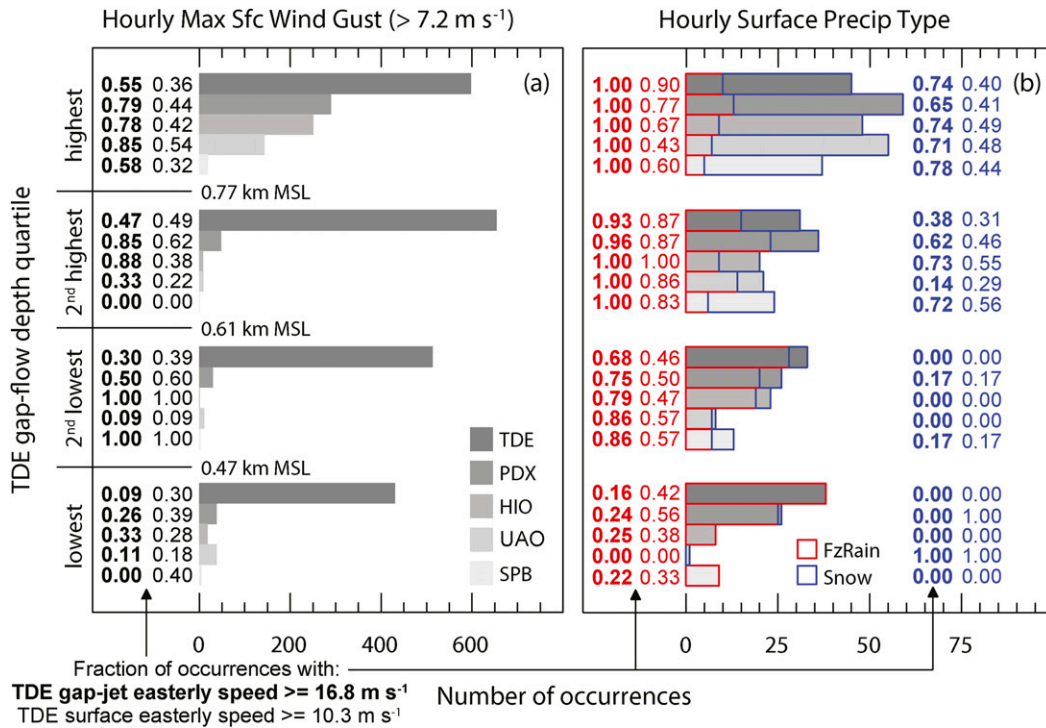 Hourly Max Sfc Wind Gust (> 7.2 m s⁻¹)
Hourly Surface Precip Type
TDE gap-flow depth quartile
highest
(a)
0.55 0.36
0.79 0.44
0.78 0.42
0.85 0.54
0.58 0.32
(b)
1.00 0.90 0.74 0.40
1.00 0.77 0.65 0.41
1.00 0.67 0.74 0.49
1.00 0.43 0.71 0.48
1.00 0.60 0.78 0.44
0.77 km MSL
2nd highest
0.47 0.49
0.85 0.62
0.88 0.38
0.33 0.22
0.00 0.00
0.93 0.87 0.38 0.31
0.96 0.87 0.62 0.46
1.00 1.00 0.73 0.55
1.00 0.86 0.14 0.29
1.00 0.83 0.72 0.56
0.61 km MSL
2nd lowest
0.30 0.39
0.50 0.60
1.00 1.00
0.09 0.09
1.00 1.00
0.68 0.46 0.00 0.00
0.75 0.50 0.17 0.17
0.79 0.47 0.00 0.00
0.86 0.57 0.00 0.00
0.86 0.57 0.17 0.17
0.47 km MSL
lowest
0.09 0.30
0.26 0.39
0.33 0.28
0.11 0.18
0.00 0.40
TDE
PDX
HIO
UAO
SPB
0.16 0.42 0.00 0.00
0.24 0.56 0.00 1.00
0.25 0.38 0.00 0.00
0.00 0.00 1.00 1.00
0.22 0.33 0.00 0.00
FzRain
Snow
0 200 400 600
0 25 50 75
Fraction of occurrences with:
TDE gap-jet easterly speed >= 16.8 m s⁻¹
TDE surface easterly speed >= 10.3 m s⁻¹
Number of occurrences